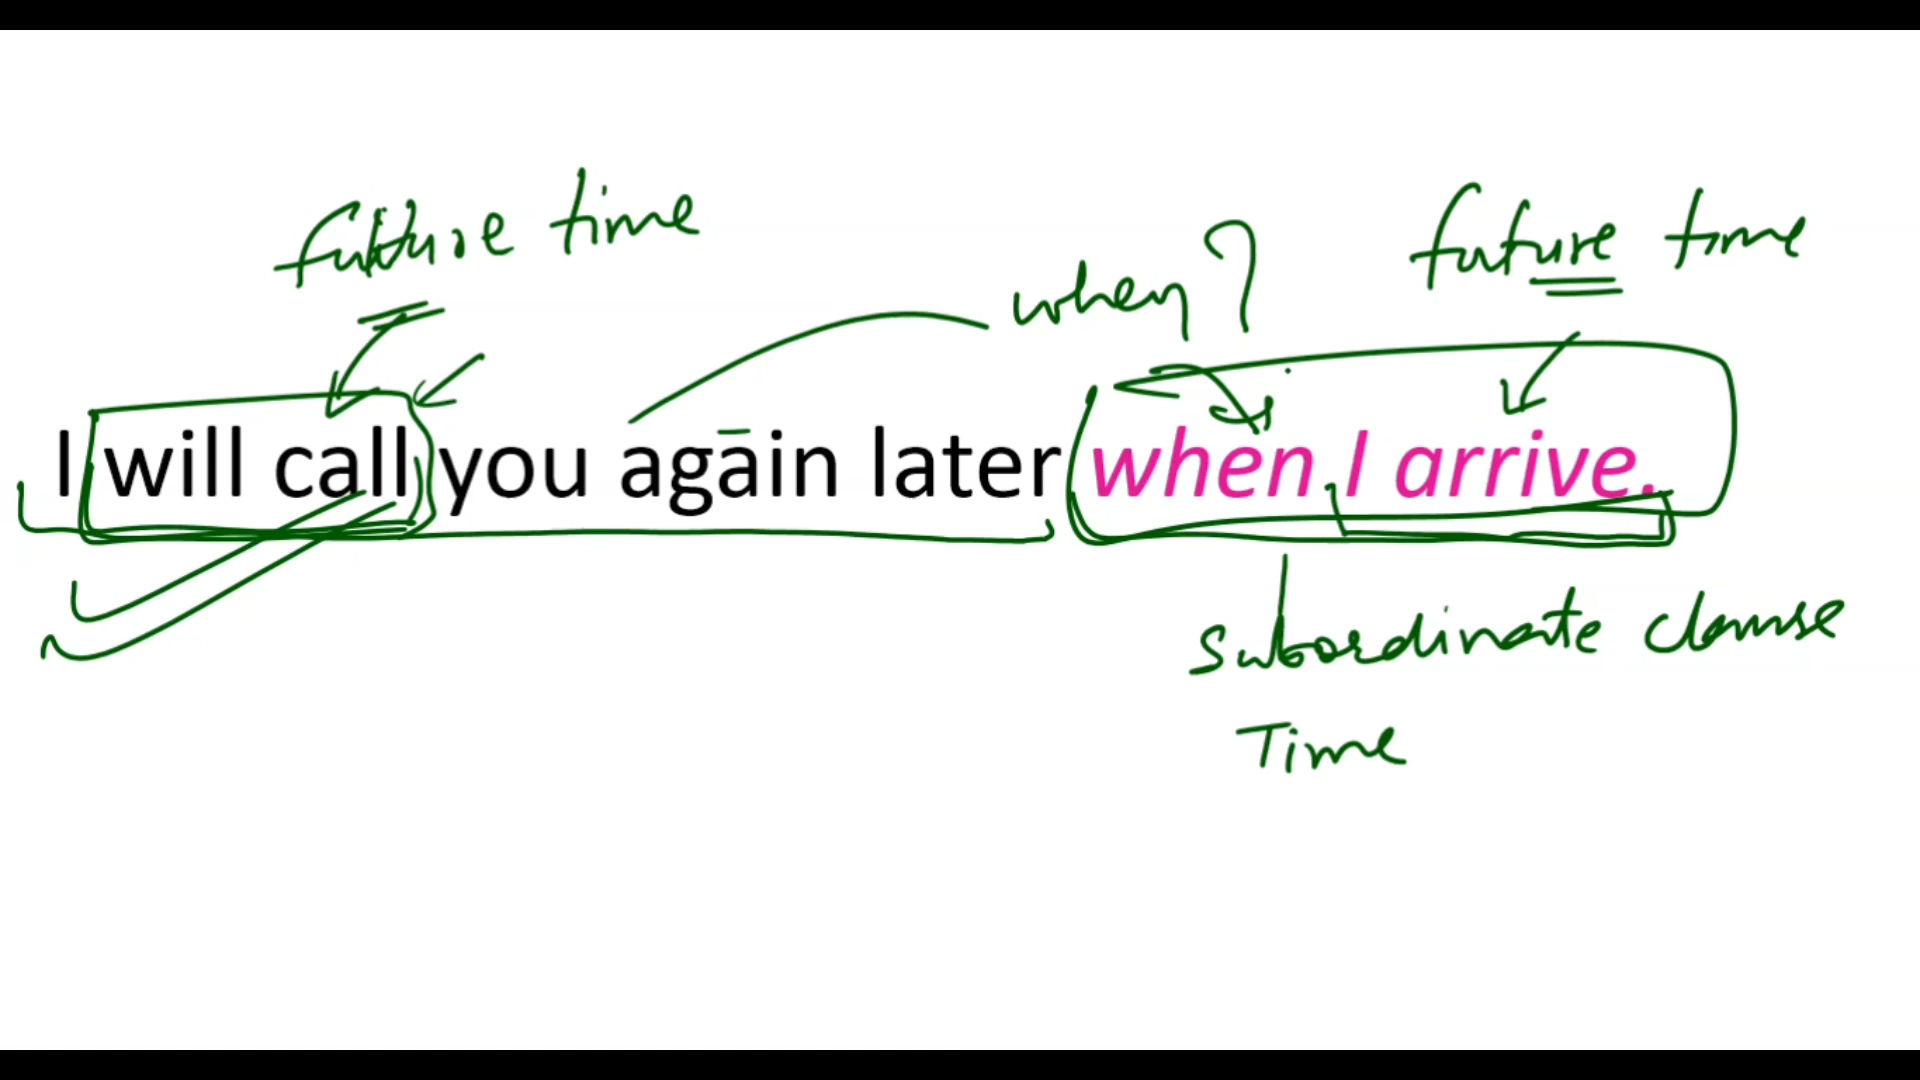 future time
future time
when?
I will call you again later when I arrive.
subordinate clause
Time